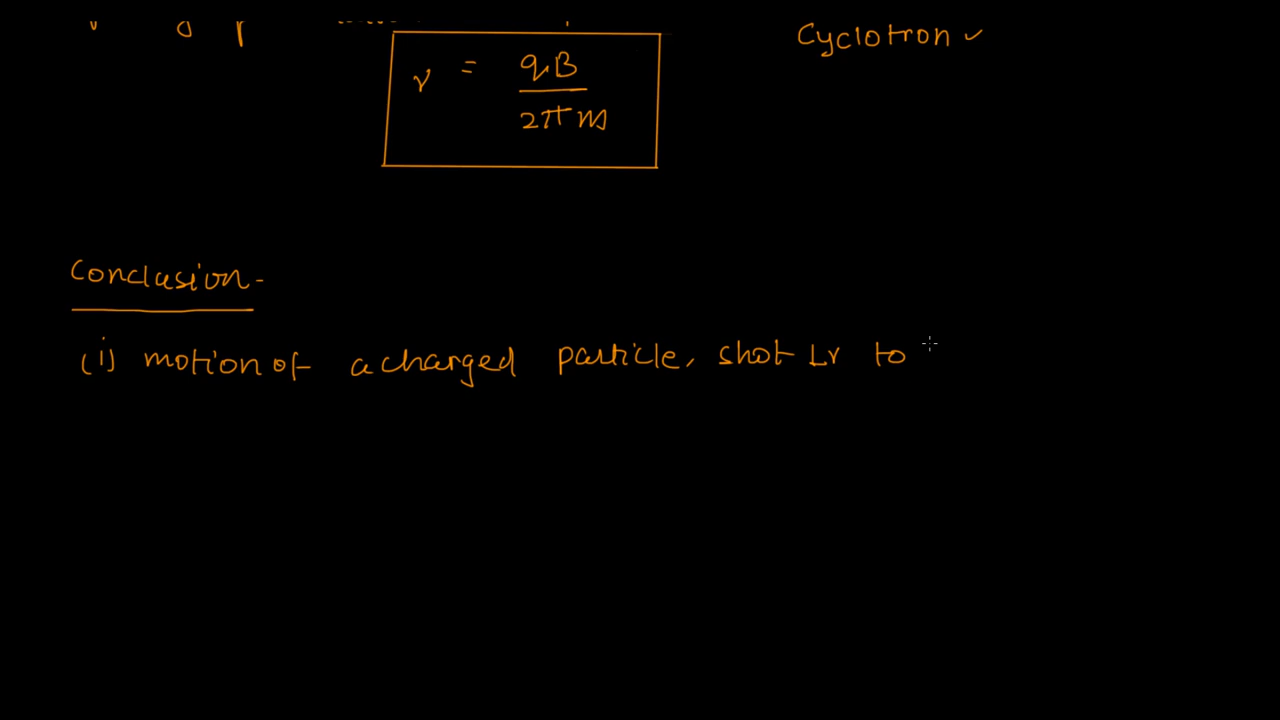 Cyclotron ✓
ν = qB / 2πm
Conclusion-
(i) motion of a charged particle, shot ⊥r to